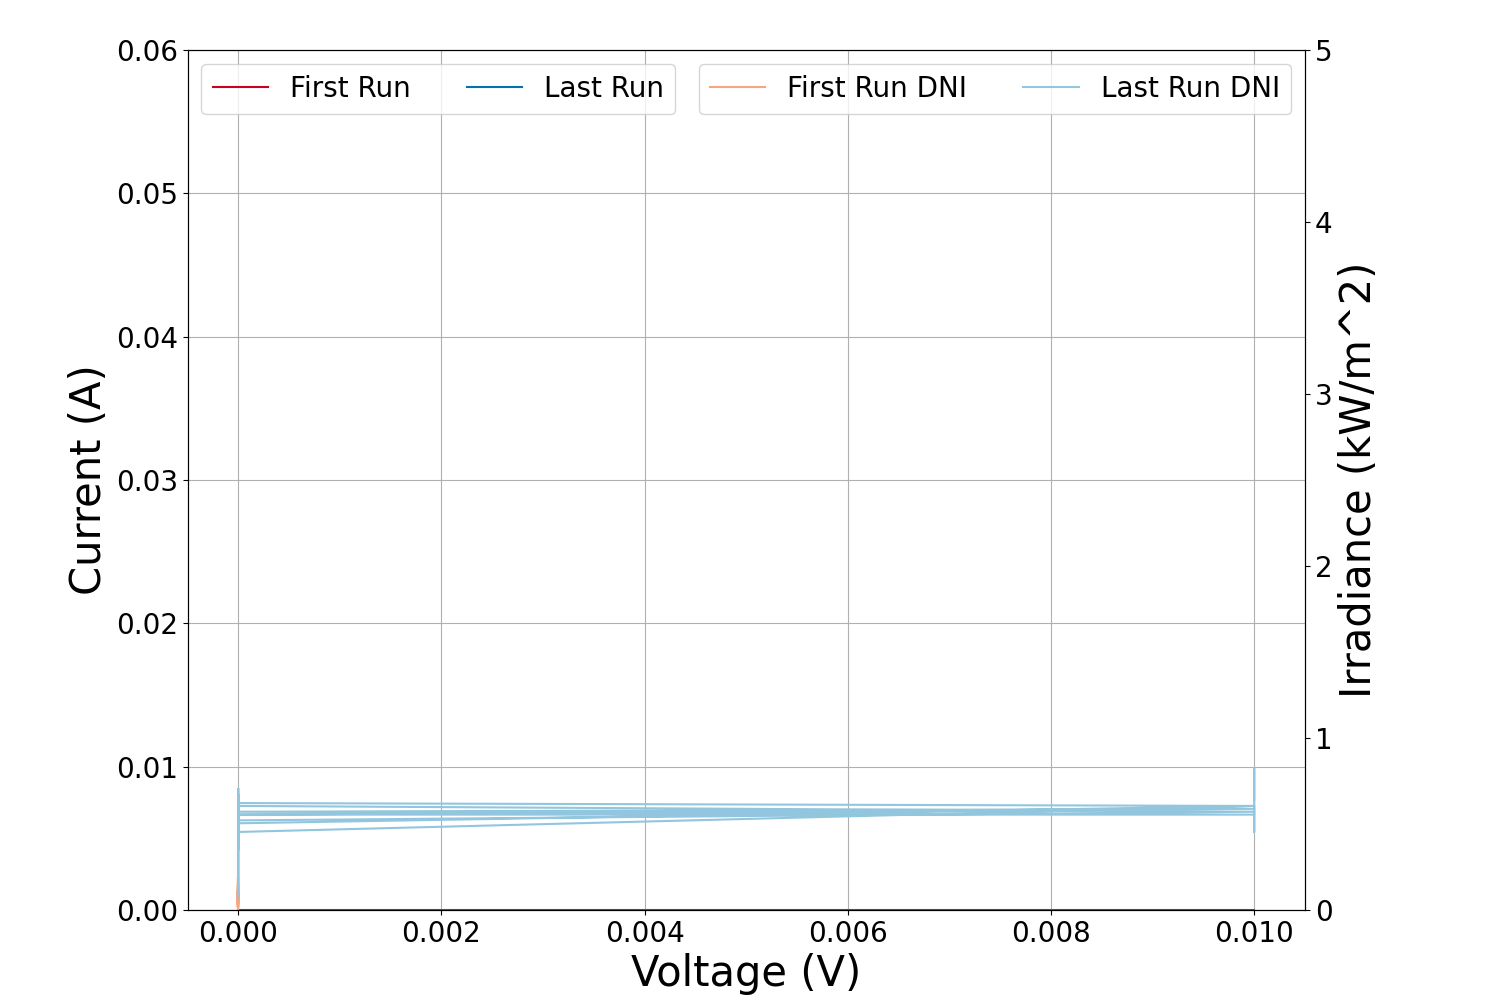 First Run
Last Run
First Run DNI
Last Run DNI
0.06
0.05
0.04
0.03
0.02
0.01
0.00
Current (A)
5
4
3
2
1
0
Irradiance (kW/m^2)
0.000 0.002 0.004 0.006 0.008 0.010
Voltage (V)